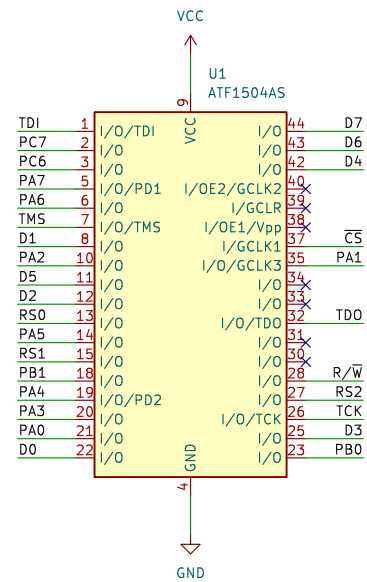 VCC
U1
ATF1504AS
9
VCC
TDI 1 I/O/TDI I/O 44 D7
PC7 2 I/O I/O 43 D6
PC6 3 I/O I/O 42 D4
PA7 5 I/O/PD1 I/OE2/GCLK2 40
PA6 6 I/O I/GCLR 39
TMS 7 I/O/TMS I/OE1/Vpp 38
D1 8 I/O I/GCLK1 37 C̅S̅
PA2 10 I/O I/O/GCLK3 35 PA1
D5 11 I/O I/O 34
D2 12 I/O I/O 33
RS0 13 I/O I/O/TDO 32 TDO
PA5 14 I/O I/O 31
RS1 15 I/O I/O 30
PB1 18 I/O I/O 28 R/W̅
PA4 19 I/O/PD2 I/O 27 RS2
PA3 20 I/O I/O/TCK 26 TCK
PA0 21 I/O I/O 25 D3
D0 22 I/O I/O 23 PB0
GND
4
GND